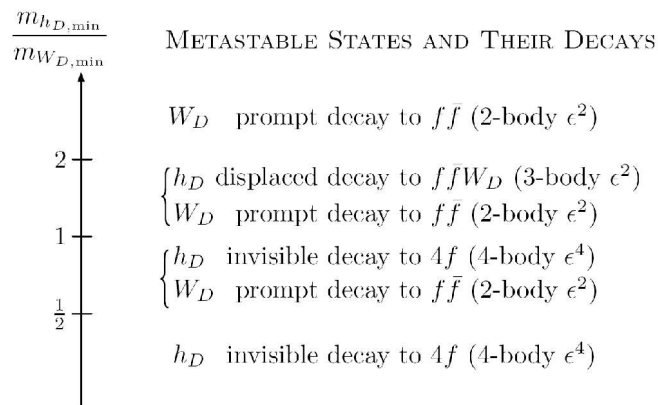 m_{h_D,min}
m_{W_D,min}
METASTABLE STATES AND THEIR DECAYS
W_D prompt decay to f f̄ (2-body ϵ²)
2
h_D displaced decay to f f̄ W_D (3-body ϵ²)
W_D prompt decay to f f̄ (2-body ϵ²)
1
h_D invisible decay to 4f (4-body ϵ⁴)
W_D prompt decay to f f̄ (2-body ϵ²)
1/2
h_D invisible decay to 4f (4-body ϵ⁴)